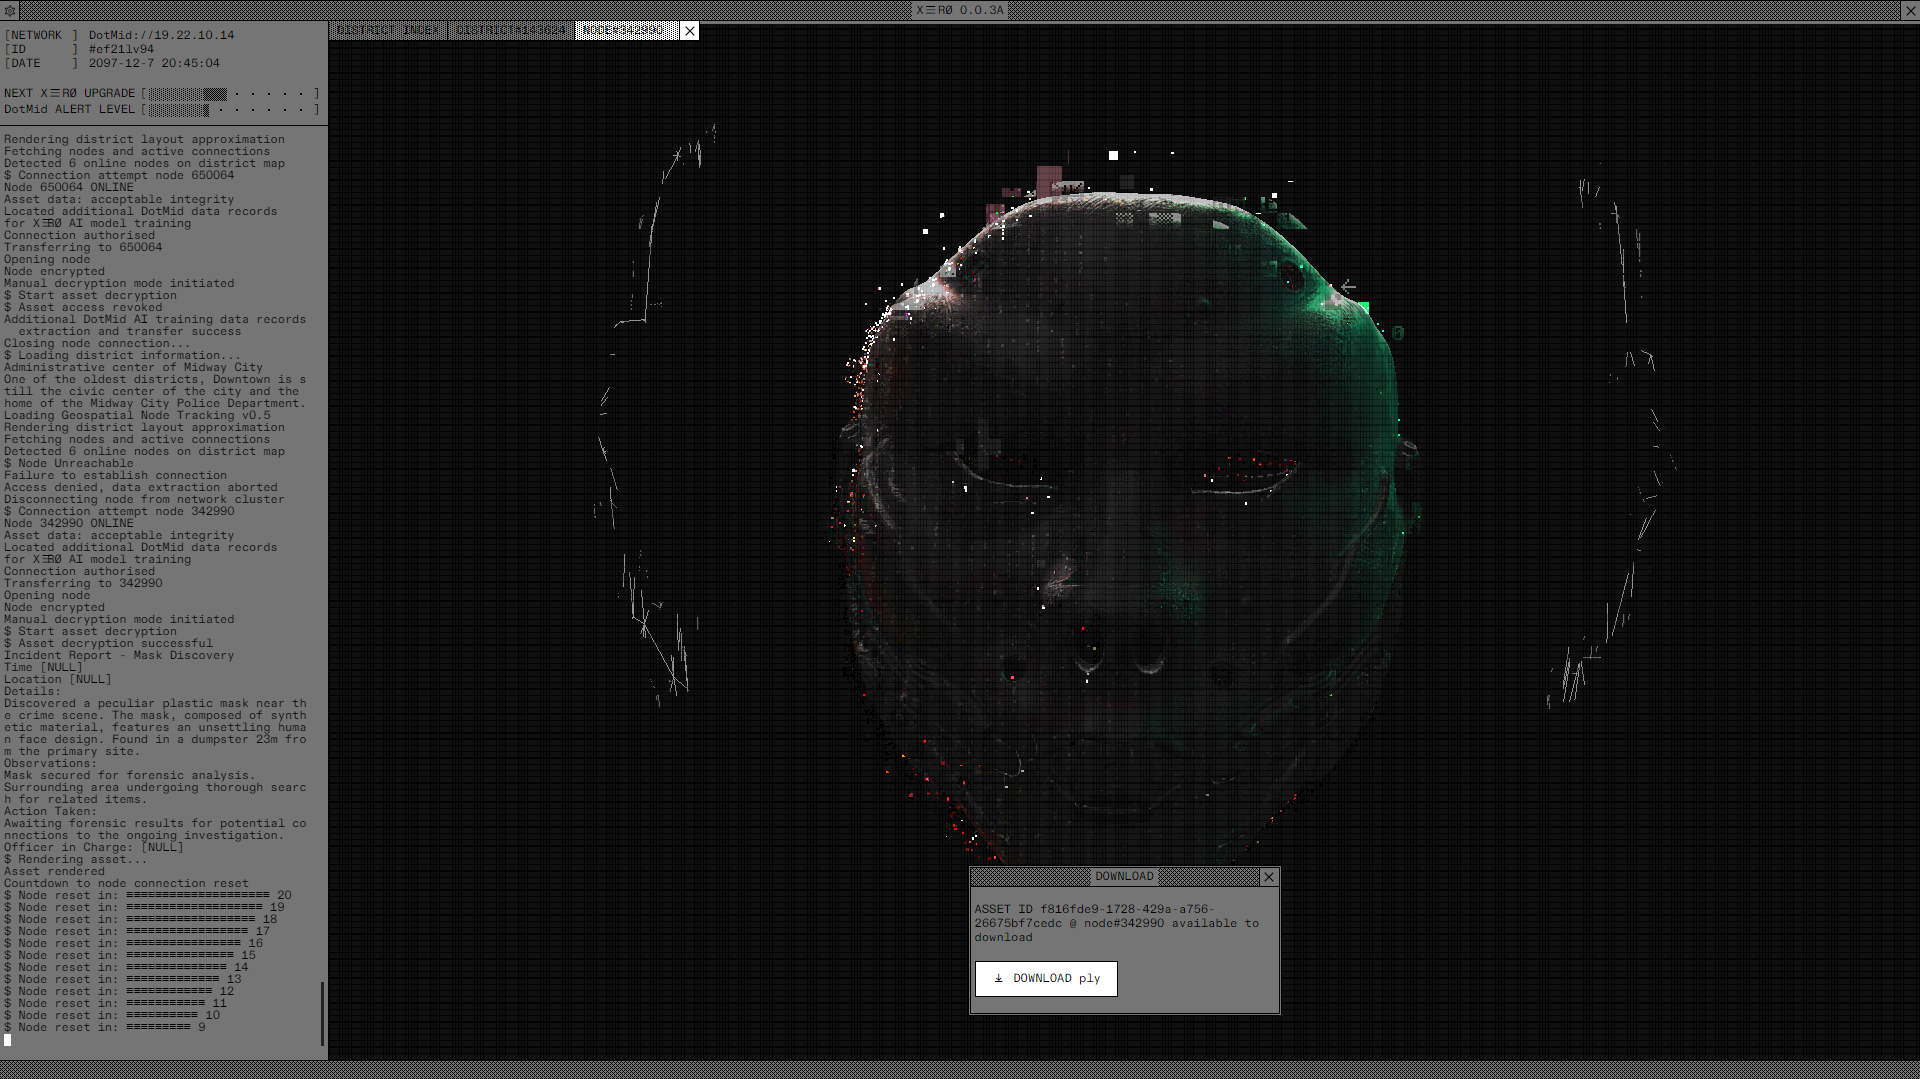 X☰RØ 0.0.3A
[NETWORK ] DotMid://19.22.10.14
[ID ] #ef21lv94
[DATE ] 2097-12-7 20:45:04
NEXT X☰RØ UPGRADE [ ]
DotMid ALERT LEVEL [ ]
DISTRICT INDEX
DISTRICT#143624
NODE#342990
Rendering district layout approximation
Fetching nodes and active connections
Detected 6 online nodes on district map
$ Connection attempt node 650064
Node 650064 ONLINE
Asset data: acceptable integrity
Located additional DotMid data records
for X☰RØ AI model training
Connection authorised
Transferring to 650064
Opening node
Node encrypted
Manual decryption mode initiated
$ Start asset decryption
$ Asset access revoked
Additional DotMid AI training data records
extraction and transfer success
Closing node connection...
$ Loading district information...
Administrative center of Midway City
One of the oldest districts, Downtown is s
till the civic center of the city and the
home of the Midway City Police Department.
Loading Geospatial Node Tracking v0.5
Rendering district layout approximation
Fetching nodes and active connections
Detected 6 online nodes on district map
$ Node Unreachable
Failure to establish connection
Access denied, data extraction aborted
Disconnecting node from network cluster
$ Connection attempt node 342990
Node 342990 ONLINE
Asset data: acceptable integrity
Located additional DotMid data records
for X☰RØ AI model training
Connection authorised
Transferring to 342990
Opening node
Node encrypted
Manual decryption mode initiated
$ Start asset decryption
$ Asset decryption successful
Incident Report - Mask Discovery
Time [NULL]
Location [NULL]
Details:
Discovered a peculiar plastic mask near th
e crime scene. The mask, composed of synth
etic material, features an unsettling huma
n face design. Found in a dumpster 23m fro
m the primary site.
Observations:
Mask secured for forensic analysis.
Surrounding area undergoing thorough searc
h for related items.
Action Taken:
Awaiting forensic results for potential co
nnections to the ongoing investigation.
Officer in Charge: [NULL]
$ Rendering asset...
Asset rendered
Countdown to node connection reset
$ Node reset in: ==================== 20
$ Node reset in: =================== 19
$ Node reset in: ================== 18
$ Node reset in: ================= 17
$ Node reset in: ================ 16
$ Node reset in: =============== 15
$ Node reset in: ============== 14
$ Node reset in: ============= 13
$ Node reset in: ============ 12
$ Node reset in: =========== 11
$ Node reset in: ========== 10
$ Node reset in: ========= 9
DOWNLOAD
ASSET ID f816fde9-1728-429a-a756-
26675bf7cedc @ node#342990 available to
download
DOWNLOAD ply